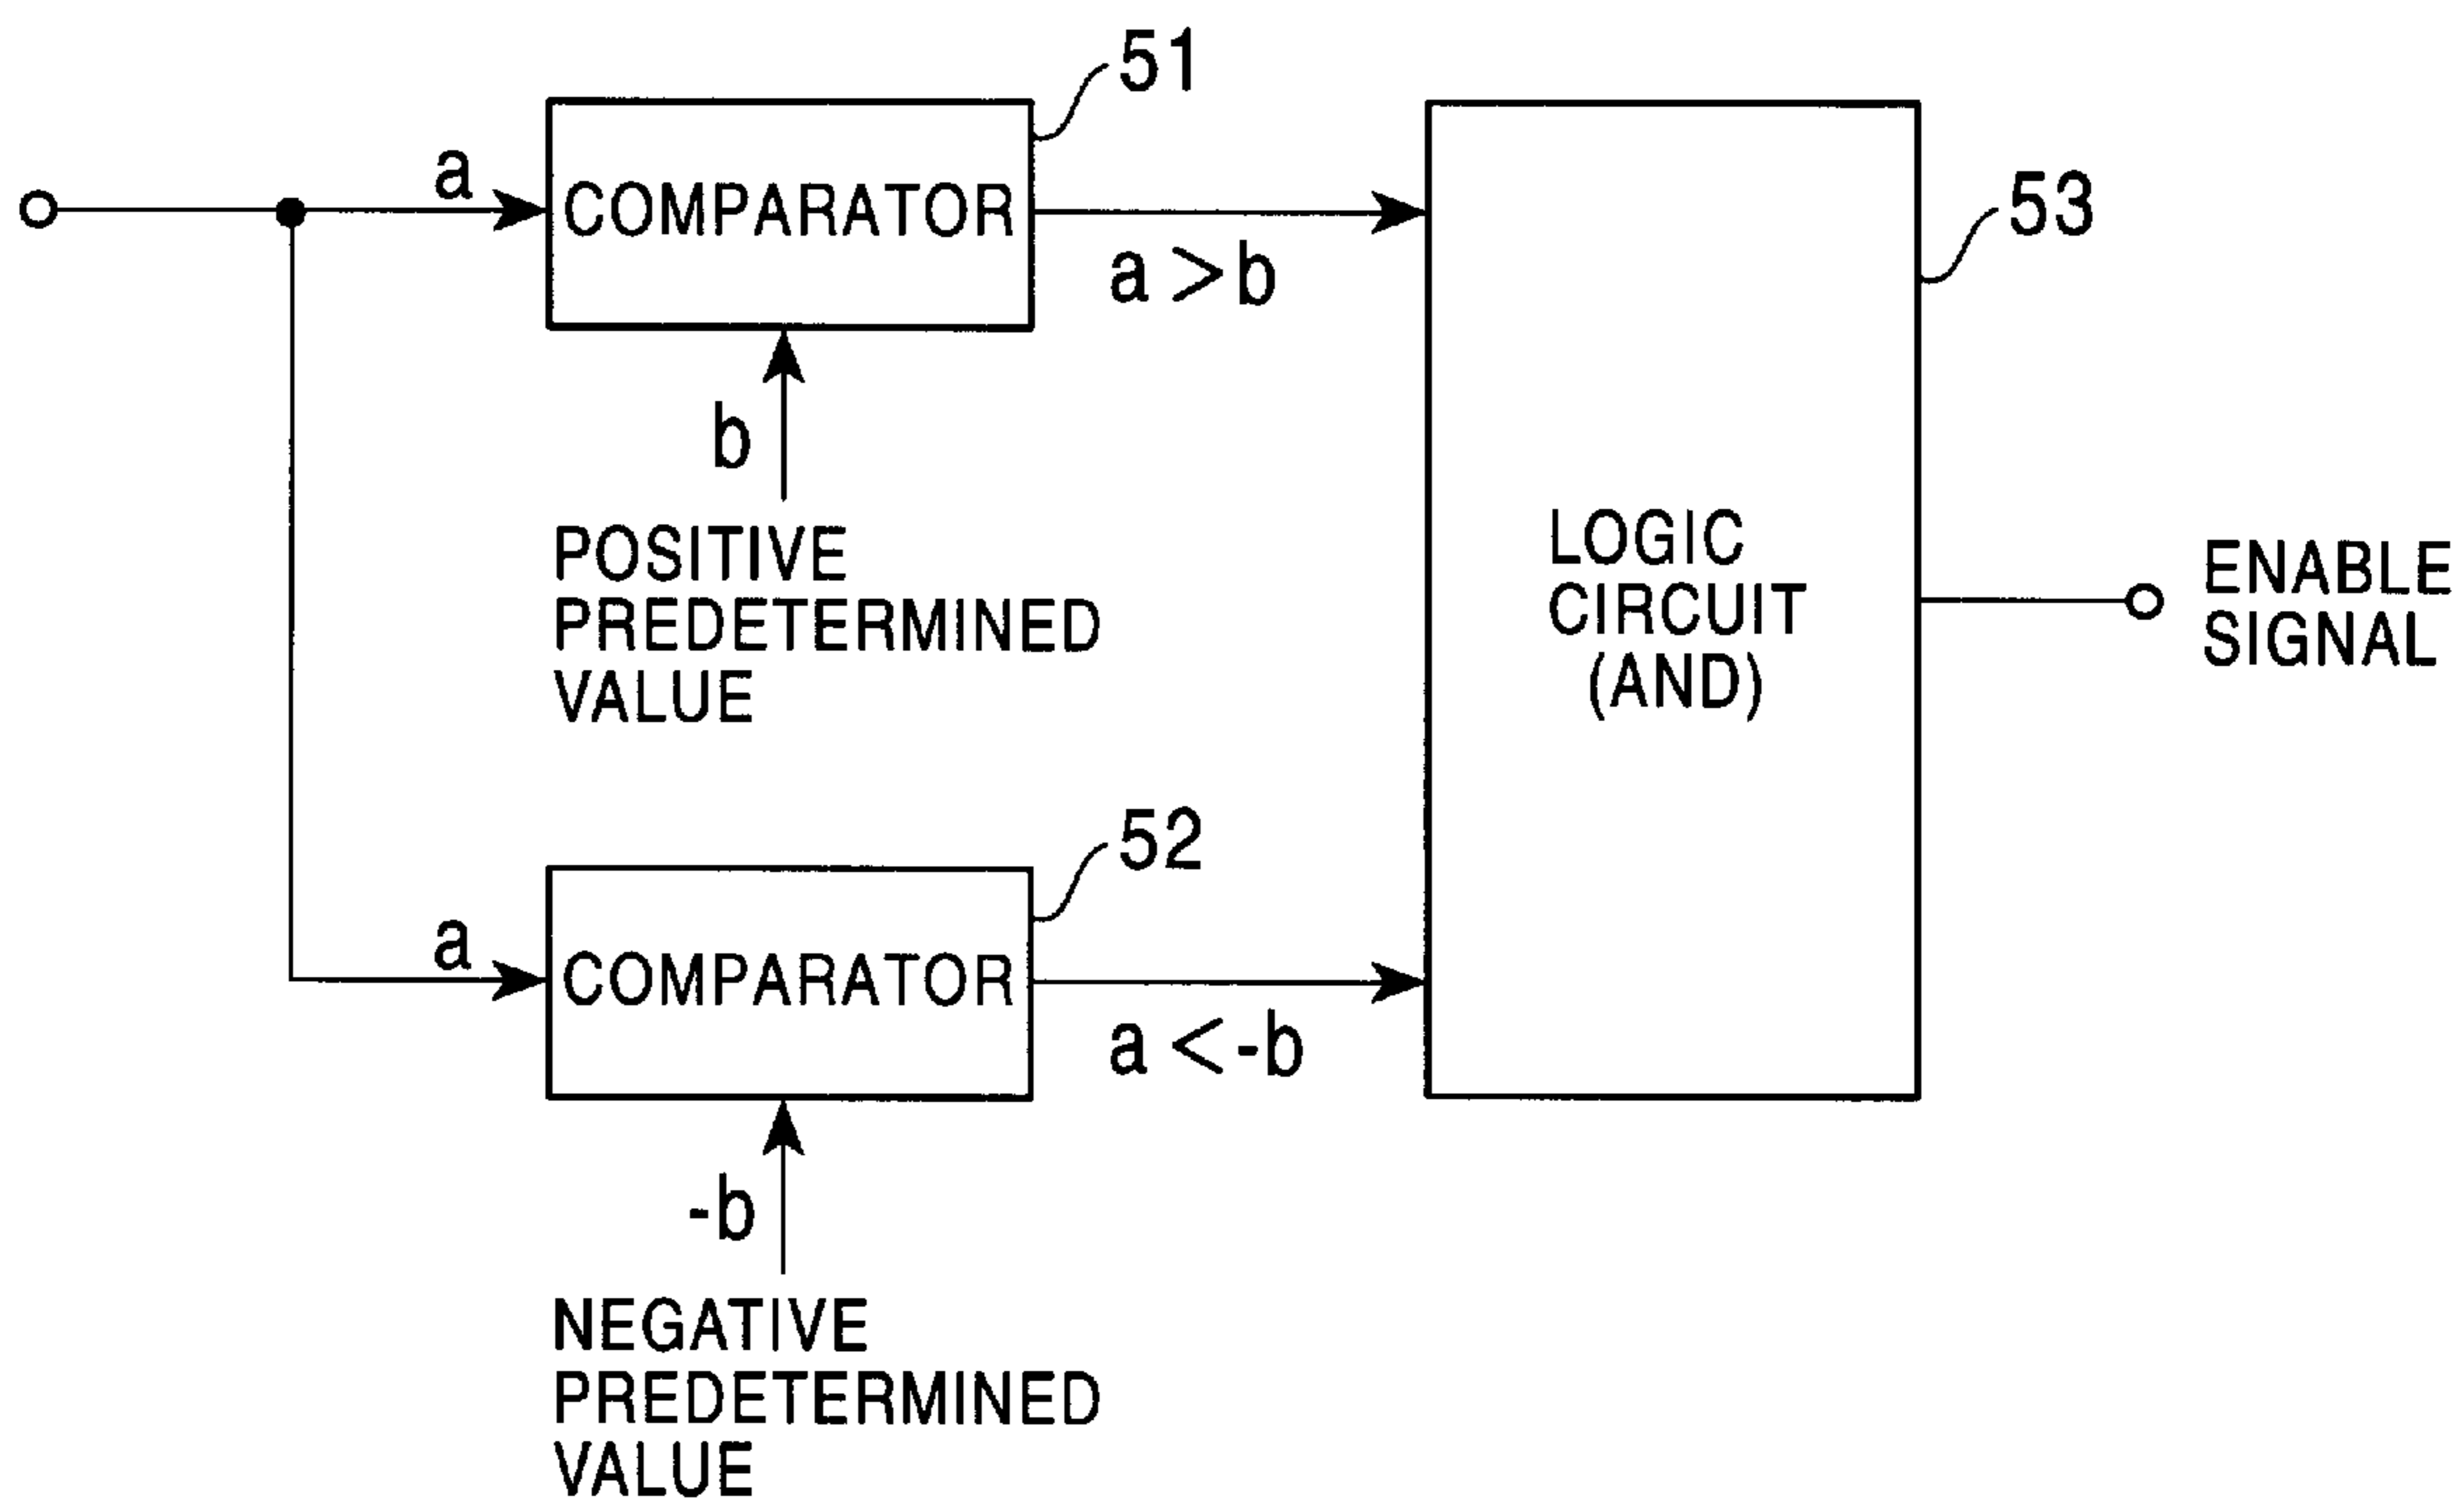 51
a
COMPARATOR
a > b
b
POSITIVE
PREDETERMINED
VALUE
53
LOGIC
CIRCUIT
(AND)
ENABLE
SIGNAL
52
a
COMPARATOR
a < -b
-b
NEGATIVE
PREDETERMINED
VALUE